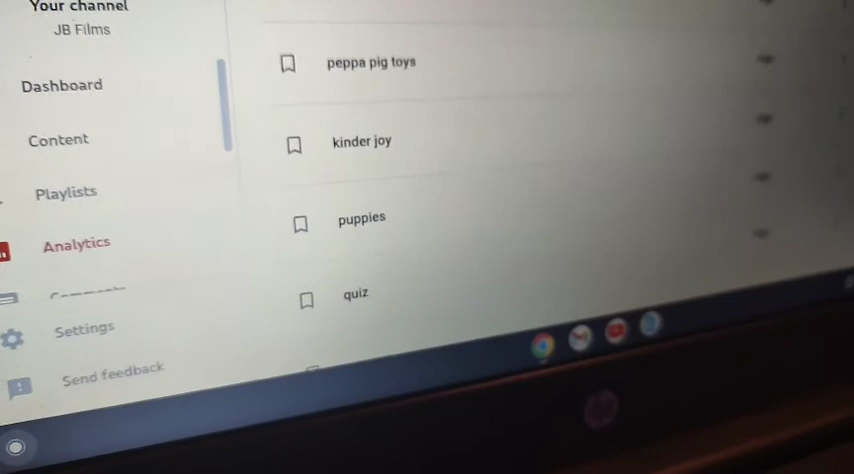 Your channel
JB Films
Dashboard
Content
Playlists
Analytics
Settings
Send feedback
peppa pig toys
kinder joy
puppies
quiz